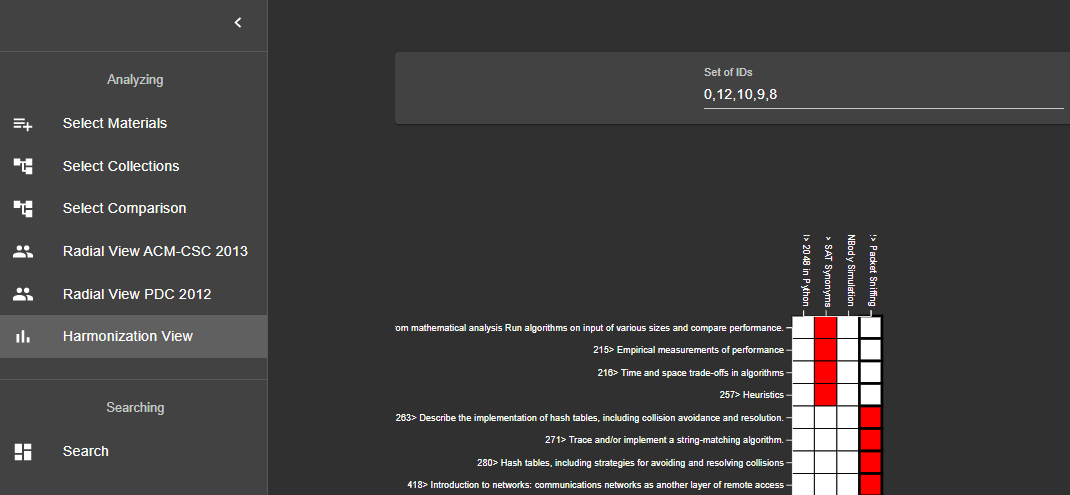 Analyzing
Select Materials
Select Collections
Select Comparison
Radial View ACM-CSC 2013
Radial View PDC 2012
Harmonization View
Searching
Search
Set of IDs
0,12,10,9,8
> 2048 in Python
> SAT Synonyms
NBody Simulation
> Packet Sniffing
om mathematical analysis Run algorithms on input of various sizes and compare performance.
215> Empirical measurements of performance
216> Time and space trade-offs in algorithms
257> Heuristics
263> Describe the implementation of hash tables, including collision avoidance and resolution.
271> Trace and/or implement a string-matching algorithm.
280> Hash tables, including strategies for avoiding and resolving collisions
418> Introduction to networks: communications networks as another layer of remote access